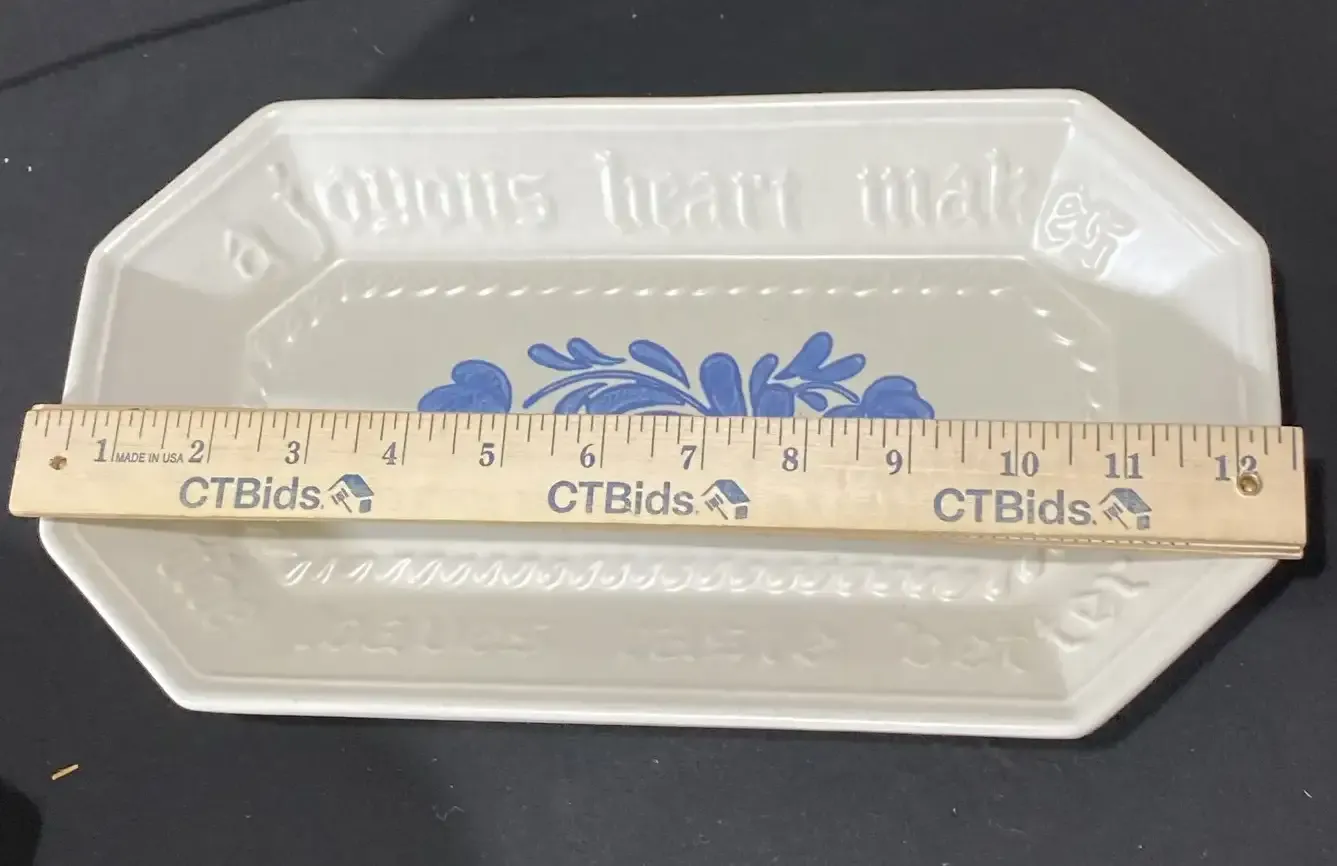 a joyous heart makes
1 2 3 4 5 6 7 8 9 10 11 12
MADE IN USA
CTBids. CTBids. CTBids.
loaves taste better